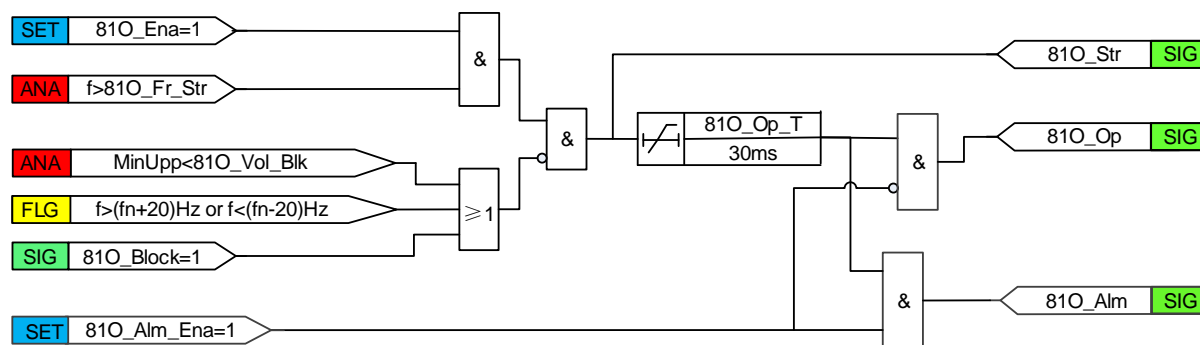 SET 81O_Ena=1
ANA f>81O_Fr_Str
ANA MinUpp<81O_Vol_Blk
FLG f>(fn+20)Hz or f<(fn-20)Hz
SIG 81O_Block=1
SET 81O_Alm_Ena=1
&
≥1
&
81O_Op_T
30ms
&
&
81O_Str SIG
81O_Op SIG
81O_Alm SIG